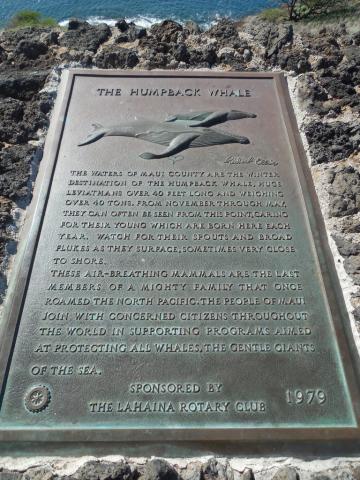 THE HUMPBACK WHALE
THE WATERS OF MAUI COUNTY ARE THE WINTER
DESTINATION OF THE HUMPBACK WHALE, HUGE
LEVIATHANS OVER 40 FEET LONG AND WEIGHING
OVER 40 TONS. FROM NOVEMBER THROUGH MAY,
THEY CAN OFTEN BE SEEN FROM THIS POINT, CARING
FOR THEIR YOUNG WHICH ARE BORN HERE EACH
YEAR. WATCH FOR THEIR SPOUTS AND BROAD
FLUKES AS THEY SURFACE, SOMETIMES VERY CLOSE
TO SHORE.
THESE AIR-BREATHING MAMMALS ARE THE LAST
MEMBERS OF A MIGHTY FAMILY THAT ONCE
ROAMED THE NORTH PACIFIC. THE PEOPLE OF MAUI
JOIN WITH CONCERNED CITIZENS THROUGHOUT
THE WORLD IN SUPPORTING PROGRAMS AIMED
AT PROTECTING ALL WHALES, THE GENTLE GIANTS
OF THE SEA.
SPONSORED BY
THE LAHAINA ROTARY CLUB
1979